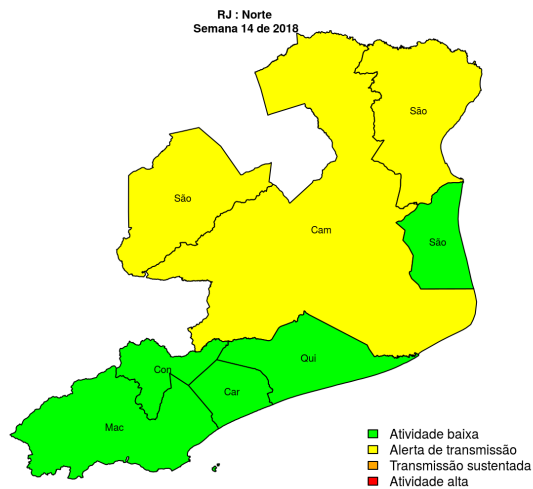 RJ : Norte
Semana 14 de 2018
São
São
Cam
São
Qui
Con
Car
Mac
Atividade baixa
Alerta de transmissão
Transmissão sustentada
Atividade alta